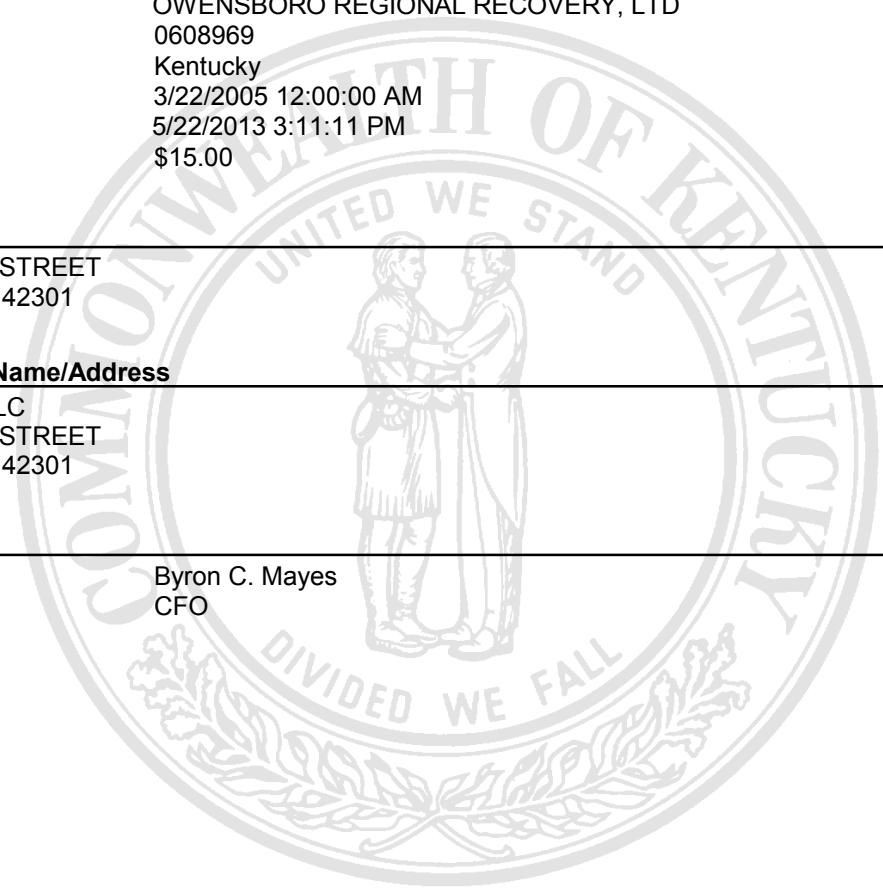 OWENSBORO REGIONAL RECOVERY, LTD
0608969
Kentucky
3/22/2005 12:00:00 AM
5/22/2013 3:11:11 PM
$15.00
COMMONWEALTH OF KENTUCKY
UNITED WE STAND
STREET
42301
Name/Address
LC
STREET
42301
Byron C. Mayes
CFO
DIVIDED WE FALL